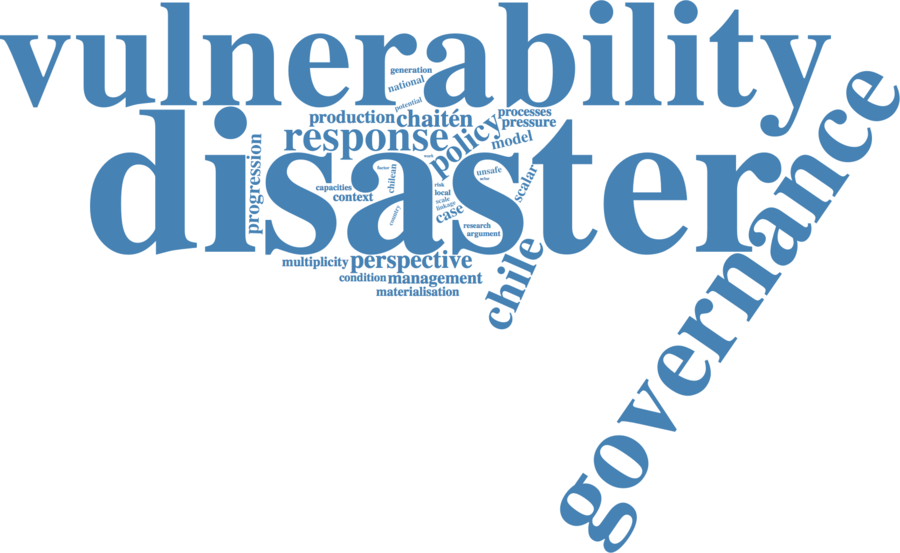 vulnerability
generation
national
potential
production
chaitén
processes
pressure
policy
model
response
disaster
governance
progression
factor
chilean
unsafe
scalar
capacities
context
country
risk
local
scale
linkage
case
research
argument
multiplicity
perspective
chile
condition
management
materialisation